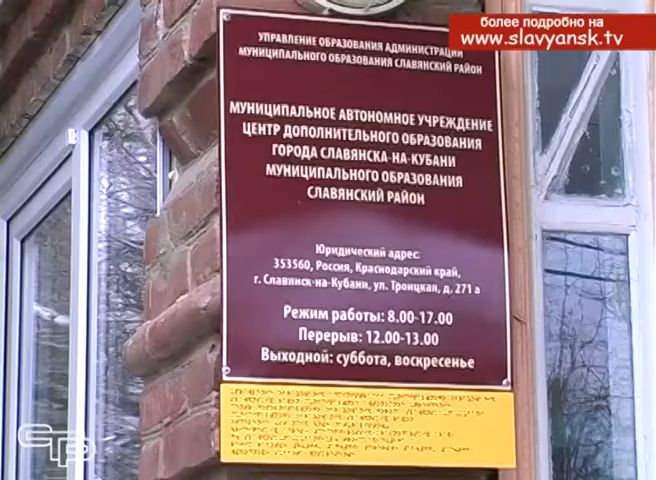 более подробно на
www.slavyansk.tv
УПРАВЛЕНИЕ ОБРАЗОВАНИЯ АДМИНИСТРАЦИИ
МУНИЦИПАЛЬНОГО ОБРАЗОВАНИЯ СЛАВЯНСКИЙ РАЙОН
МУНИЦИПАЛЬНОЕ АВТОНОМНОЕ УЧРЕЖДЕНИЕ
ЦЕНТР ДОПОЛНИТЕЛЬНОГО ОБРАЗОВАНИЯ
ГОРОДА СЛАВЯНСКА-НА-КУБАНИ
МУНИЦИПАЛЬНОГО ОБРАЗОВАНИЯ
СЛАВЯНСКИЙ РАЙОН
Юридический адрес:
353560, Россия, Краснодарский край,
г. Славянск-на-Кубани, ул. Троицкая, д. 271 а
Режим работы: 8.00-17.00
Перерыв: 12.00-13.00
Выходной: суббота, воскресенье